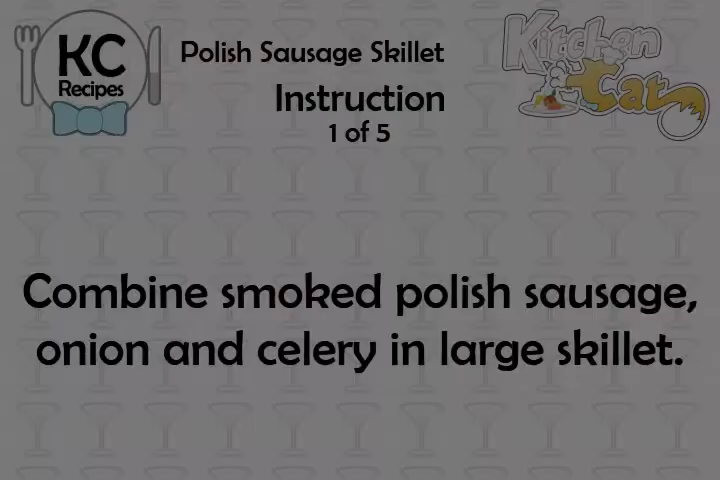 KC
Recipes
Polish Sausage Skillet
Instruction
1 of 5
Kitchen
Cat
Combine smoked polish sausage,
onion and celery in large skillet.